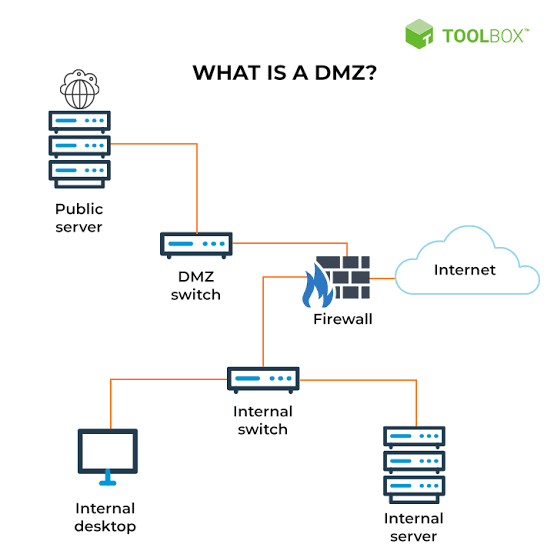 TOOLBOX™
WHAT IS A DMZ?
Public
server
DMZ
switch
Internet
Firewall
Internal
switch
Internal
desktop
Internal
server